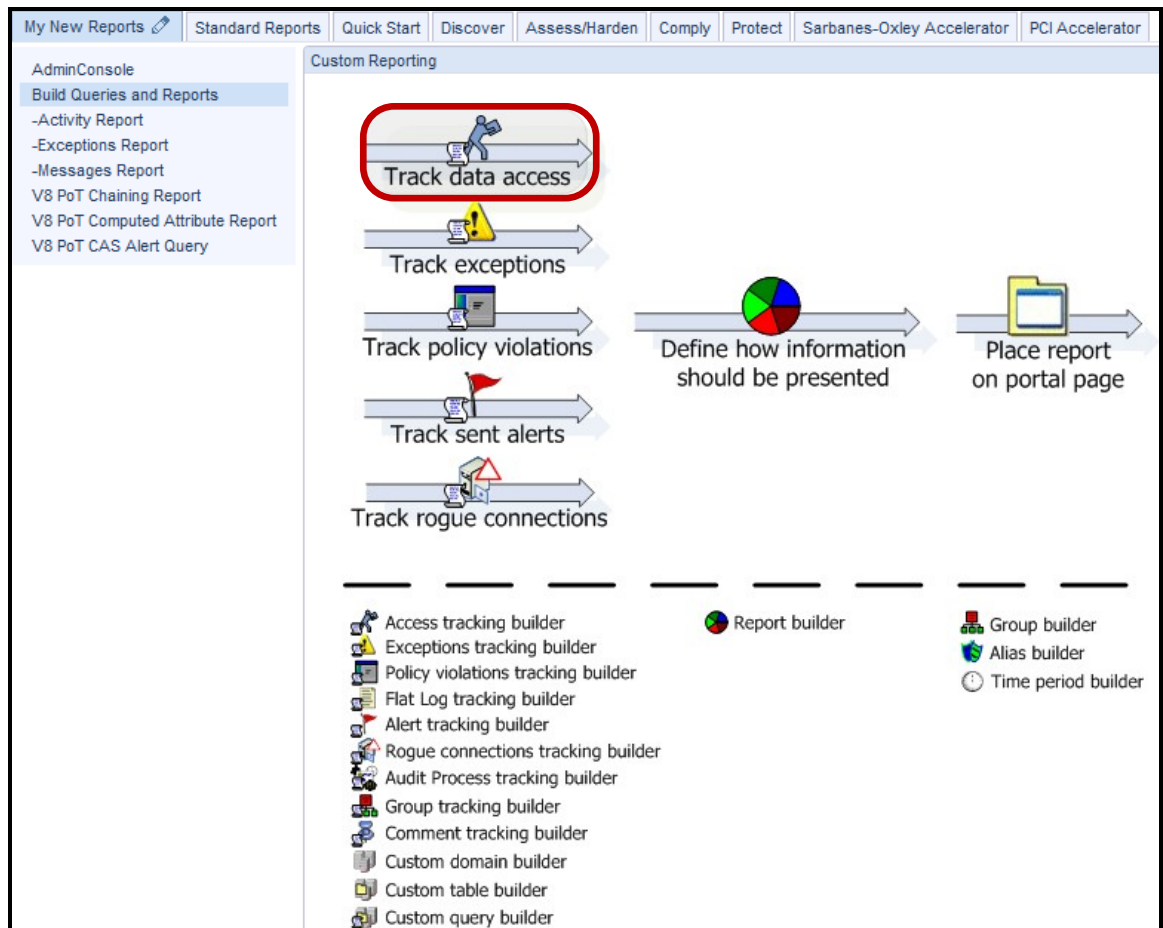 My New Reports
Standard Reports
Quick Start
Discover
Assess/Harden
Comply
Protect
Sarbanes-Oxley Accelerator
PCI Accelerator
AdminConsole
Build Queries and Reports
-Activity Report
-Exceptions Report
-Messages Report
V8 PoT Chaining Report
V8 PoT Computed Attribute Report
V8 PoT CAS Alert Query
Custom Reporting
Track data access
Track exceptions
Track policy violations
Track sent alerts
Track rogue connections
Define how information
should be presented
Place report
on portal page
Access tracking builder
Exceptions tracking builder
Policy violations tracking builder
Flat Log tracking builder
Alert tracking builder
Rogue connections tracking builder
Audit Process tracking builder
Group tracking builder
Comment tracking builder
Custom domain builder
Custom table builder
Custom query builder
Report builder
Group builder
Alias builder
Time period builder